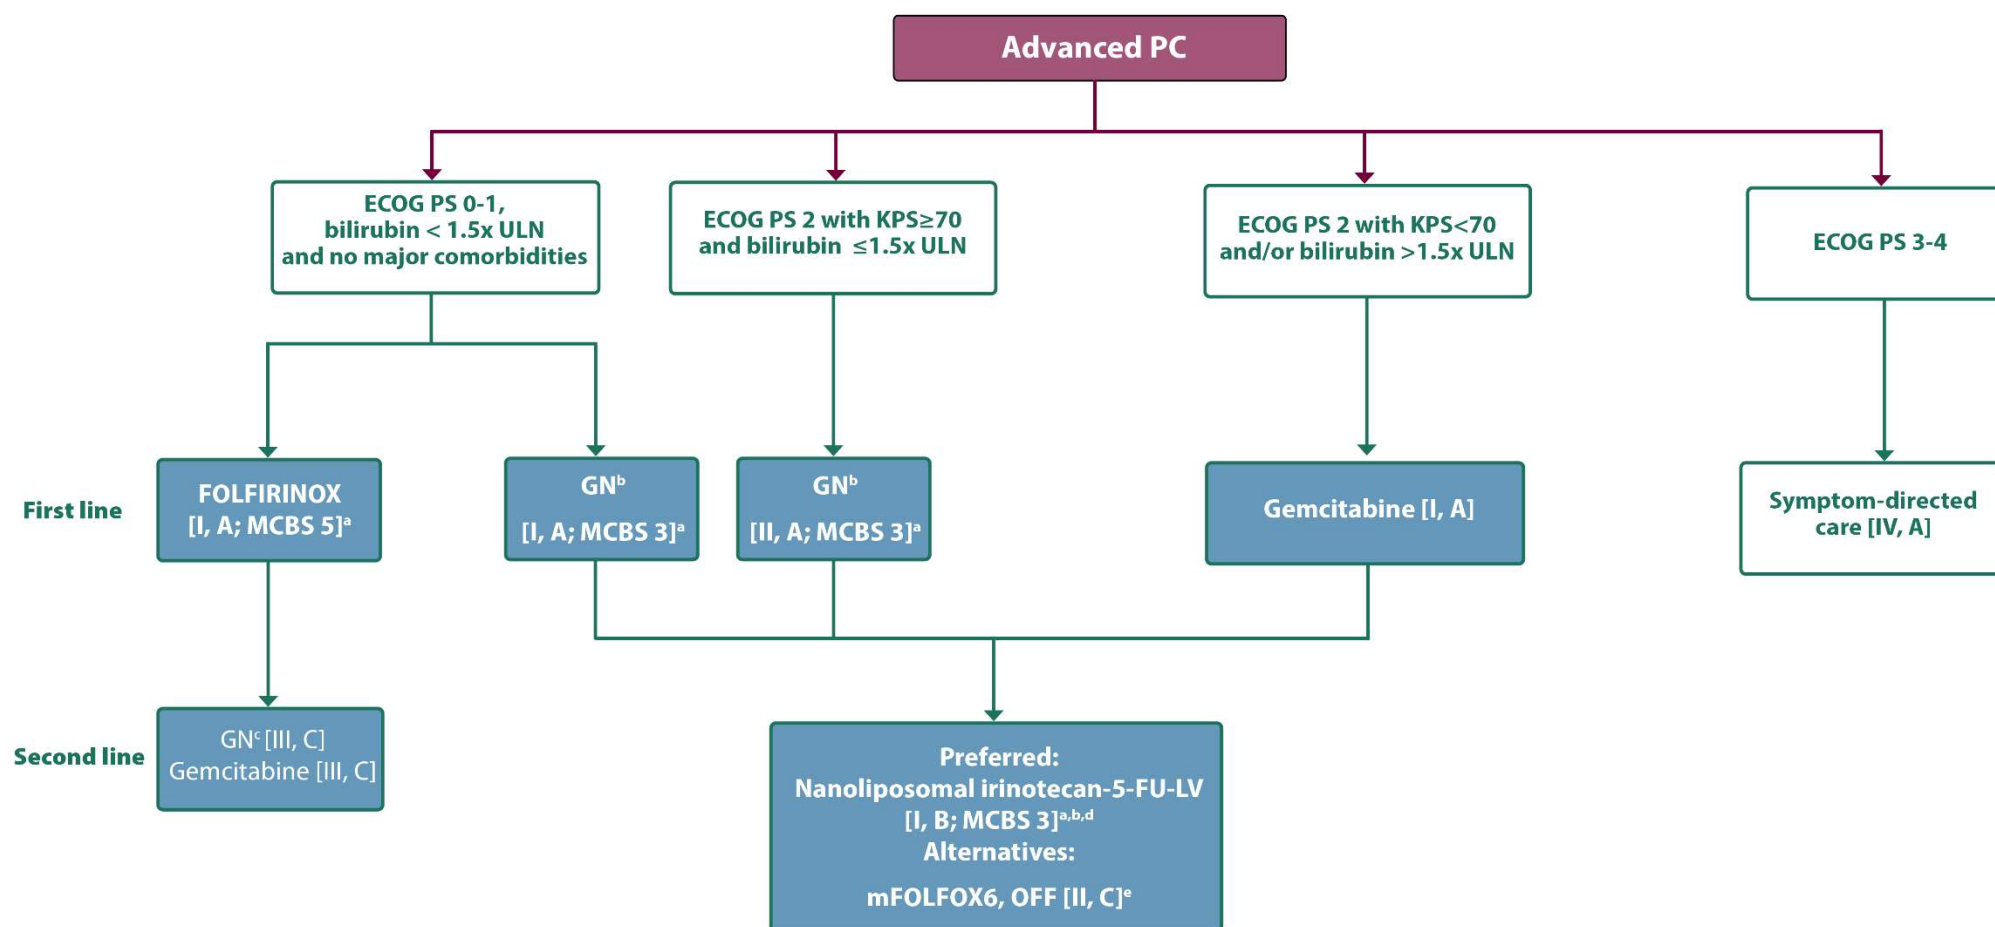 Advanced PC
ECOG PS 0-1,
bilirubin < 1.5x ULN
and no major comorbidities
ECOG PS 2 with KPS≥70
and bilirubin ≤1.5x ULN
ECOG PS 2 with KPS<70
and/or bilirubin >1.5x ULN
ECOG PS 3-4
First line
FOLFIRINOX
[I, A; MCBS 5]ᵃ
GNᵇ
[I, A; MCBS 3]ᵃ
GNᵇ
[II, A; MCBS 3]ᵃ
Gemcitabine [I, A]
Symptom-directed
care [IV, A]
Second line
GNᶜ [III, C]
Gemcitabine [III, C]
Preferred:
Nanoliposomal irinotecan-5-FU-LV
[I, B; MCBS 3]ᵃ,ᵇ,ᵈ
Alternatives:
mFOLFOX6, OFF [II, C]ᵉ